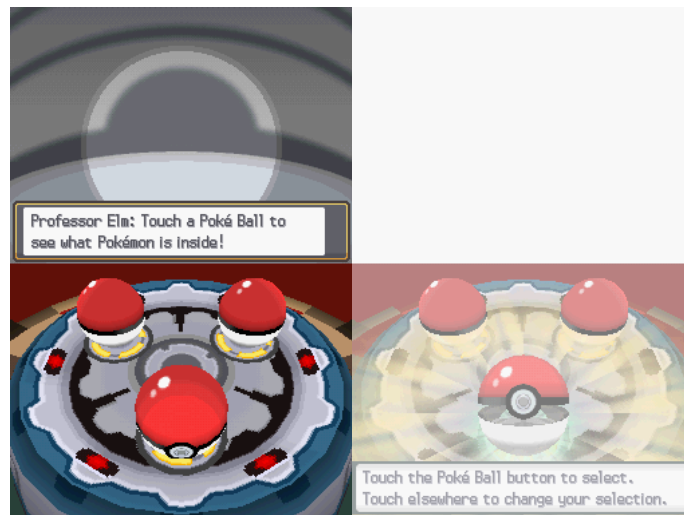 Professor Elm: Touch a Poké Ball to
see what Pokémon is inside!
Touch the Poké Ball button to select.
Touch elsewhere to change your selection.